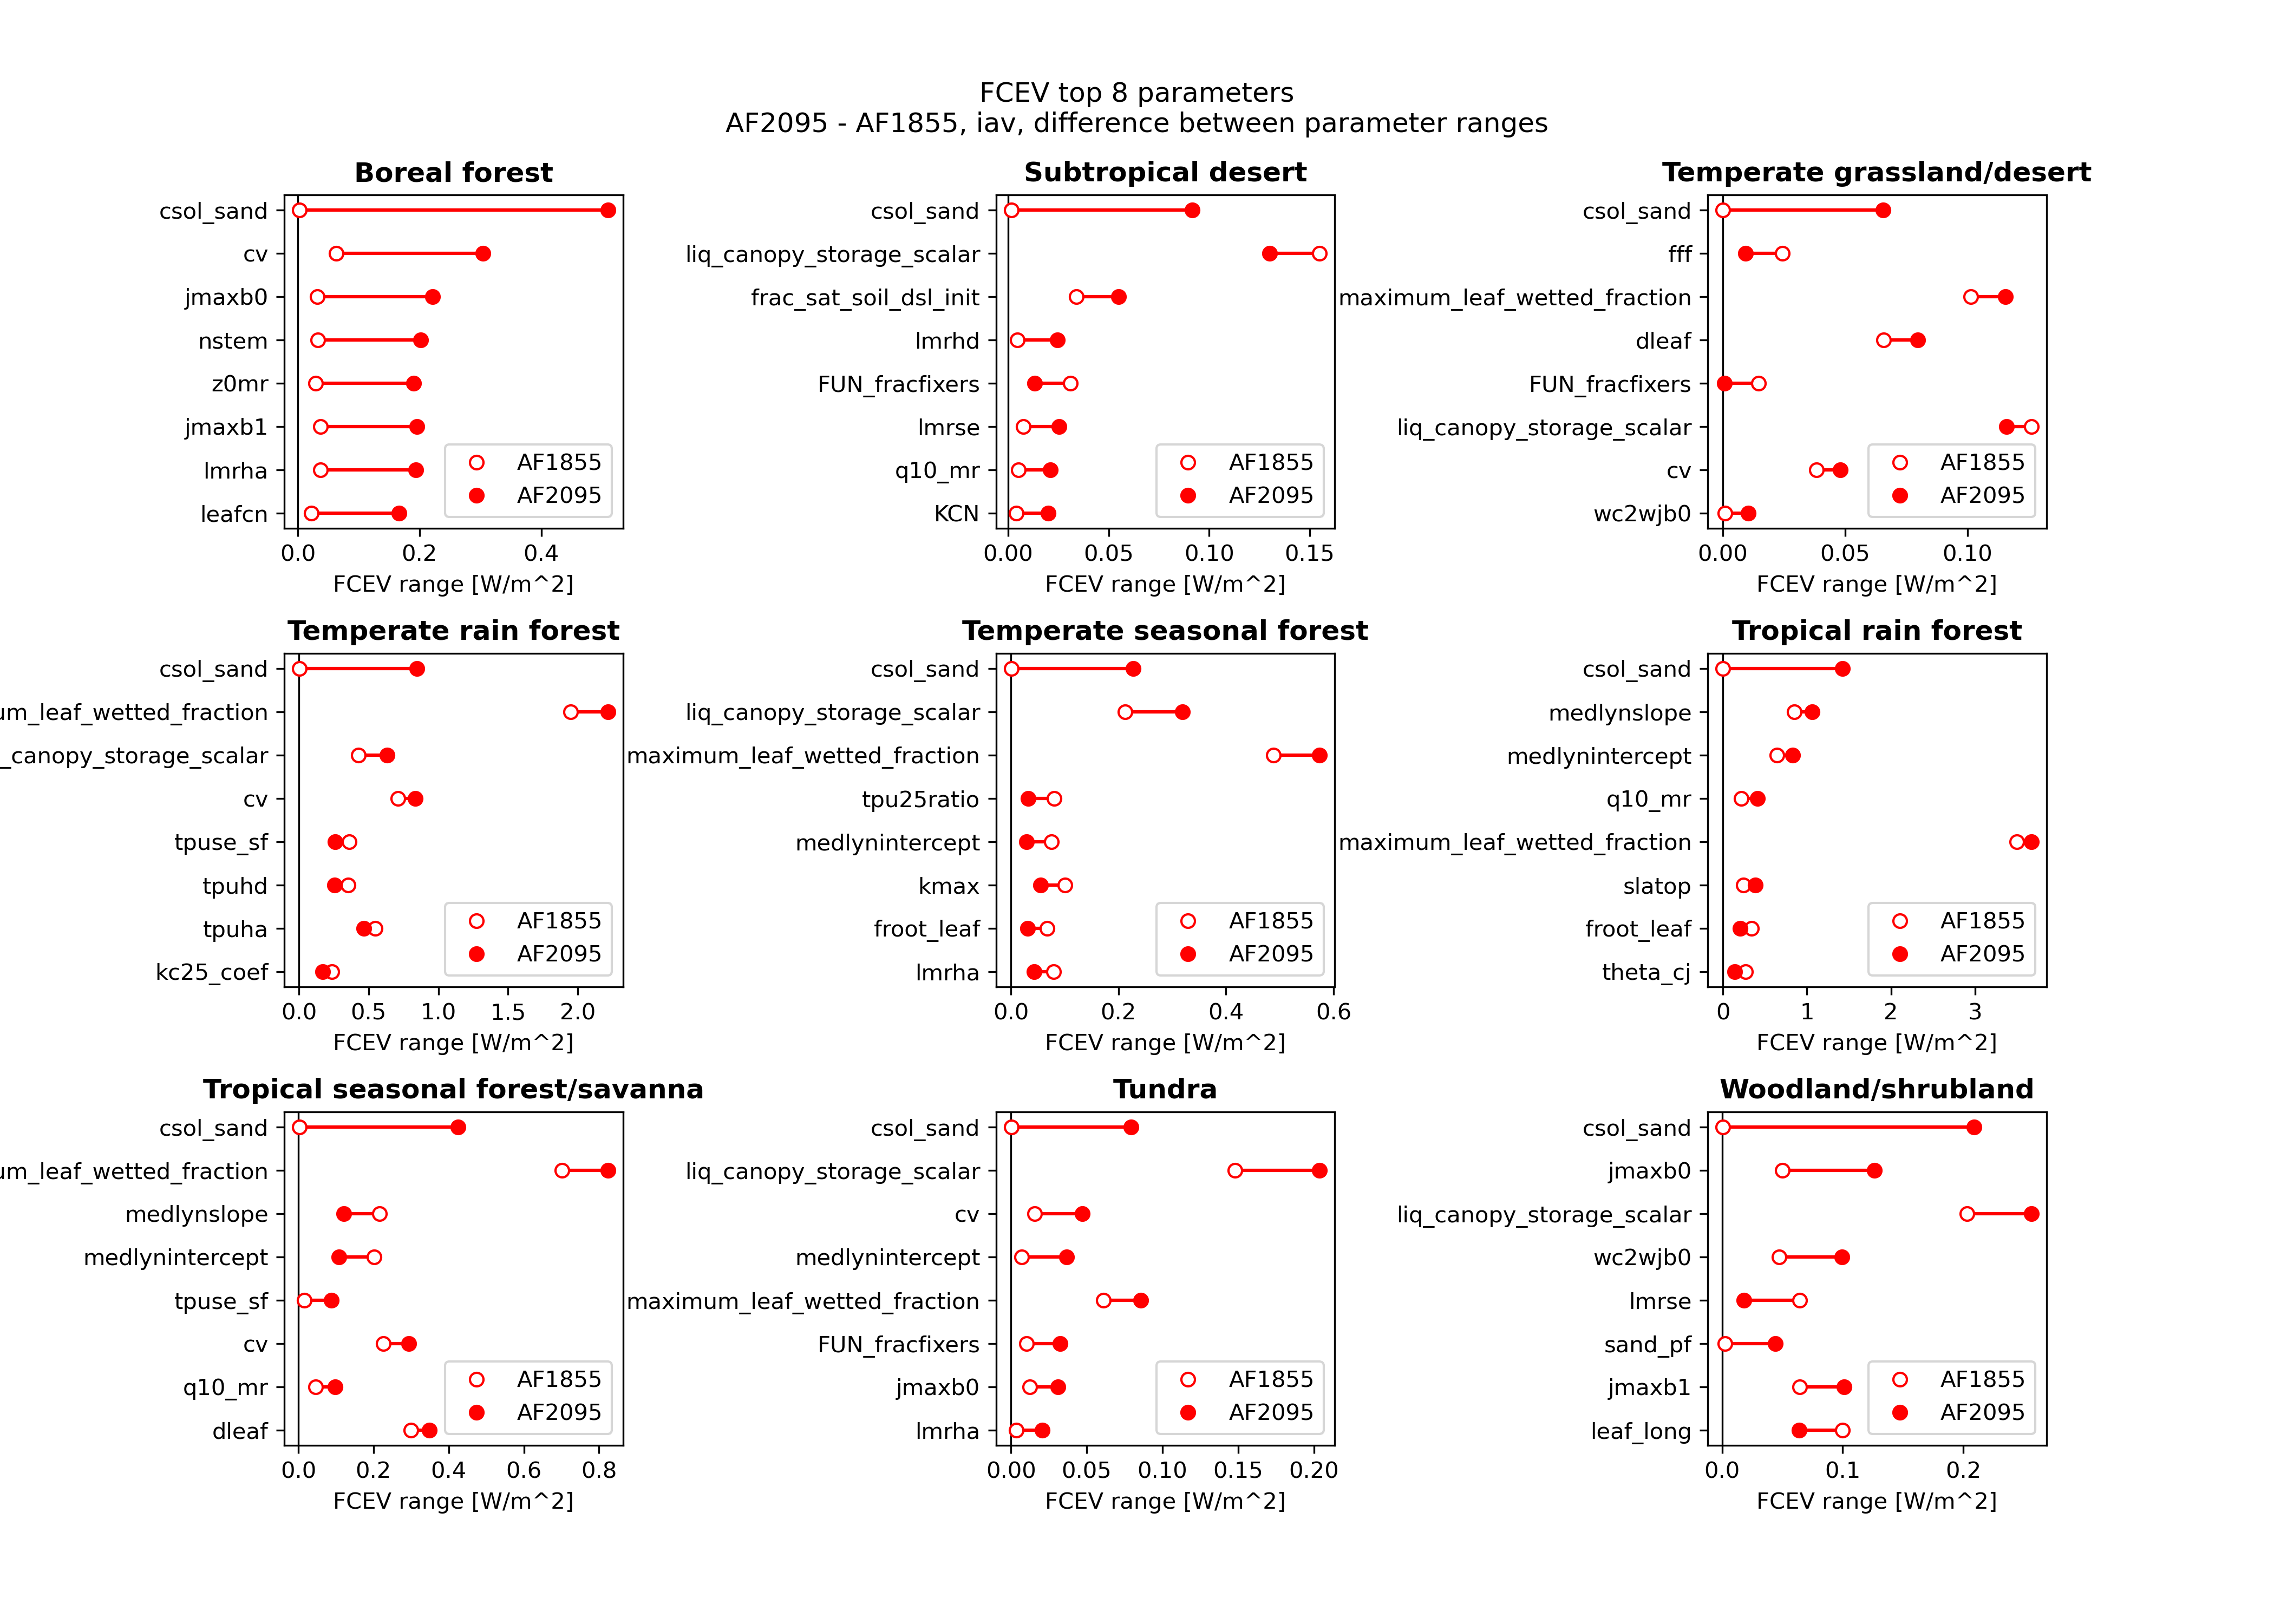 FCEV top 8 parameters
AF2095 - AF1855, iav, difference between parameter ranges
Boreal forest
csol_sand
cv
jmaxb0
nstem
z0mr
jmaxb1
lmrha
leafcn
AF1855
AF2095
0.0 0.2 0.4
FCEV range [W/m^2]
Subtropical desert
csol_sand
liq_canopy_storage_scalar
frac_sat_soil_dsl_init
lmrhd
FUN_fracfixers
lmrse
q10_mr
KCN
AF1855
AF2095
0.00 0.05 0.10 0.15
FCEV range [W/m^2]
Temperate grassland/desert
csol_sand
fff
maximum_leaf_wetted_fraction
dleaf
FUN_fracfixers
liq_canopy_storage_scalar
cv
wc2wjb0
AF1855
AF2095
0.00 0.05 0.10
FCEV range [W/m^2]
Temperate rain forest
csol_sand
um_leaf_wetted_fraction
_canopy_storage_scalar
cv
tpuse_sf
tpuhd
tpuha
kc25_coef
AF1855
AF2095
0.0 0.5 1.0 1.5 2.0
FCEV range [W/m^2]
Temperate seasonal forest
csol_sand
liq_canopy_storage_scalar
maximum_leaf_wetted_fraction
tpu25ratio
medlynintercept
kmax
froot_leaf
lmrha
AF1855
AF2095
0.0 0.2 0.4 0.6
FCEV range [W/m^2]
Tropical rain forest
csol_sand
medlynslope
medlynintercept
q10_mr
maximum_leaf_wetted_fraction
slatop
froot_leaf
theta_cj
AF1855
AF2095
0 1 2 3
FCEV range [W/m^2]
Tropical seasonal forest/savanna
csol_sand
um_leaf_wetted_fraction
medlynslope
medlynintercept
tpuse_sf
cv
q10_mr
dleaf
AF1855
AF2095
0.0 0.2 0.4 0.6 0.8
FCEV range [W/m^2]
Tundra
csol_sand
liq_canopy_storage_scalar
cv
medlynintercept
maximum_leaf_wetted_fraction
FUN_fracfixers
jmaxb0
lmrha
AF1855
AF2095
0.00 0.05 0.10 0.15 0.20
FCEV range [W/m^2]
Woodland/shrubland
csol_sand
jmaxb0
liq_canopy_storage_scalar
wc2wjb0
lmrse
sand_pf
jmaxb1
leaf_long
AF1855
AF2095
0.0 0.1 0.2
FCEV range [W/m^2]